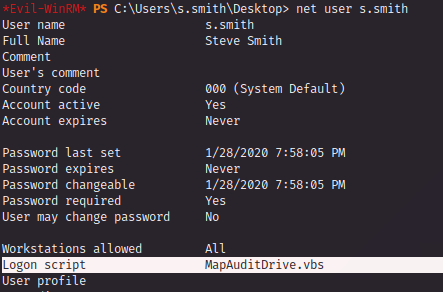 *Evil-WinRM* PS C:\Users\s.smith\Desktop> net user s.smith
User name s.smith
Full Name Steve Smith
Comment
User's comment
Country code 000 (System Default)
Account active Yes
Account expires Never
Password last set 1/28/2020 7:58:05 PM
Password expires Never
Password changeable 1/28/2020 7:58:05 PM
Password required Yes
User may change password No
Workstations allowed All
Logon script MapAuditDrive.vbs
User profile